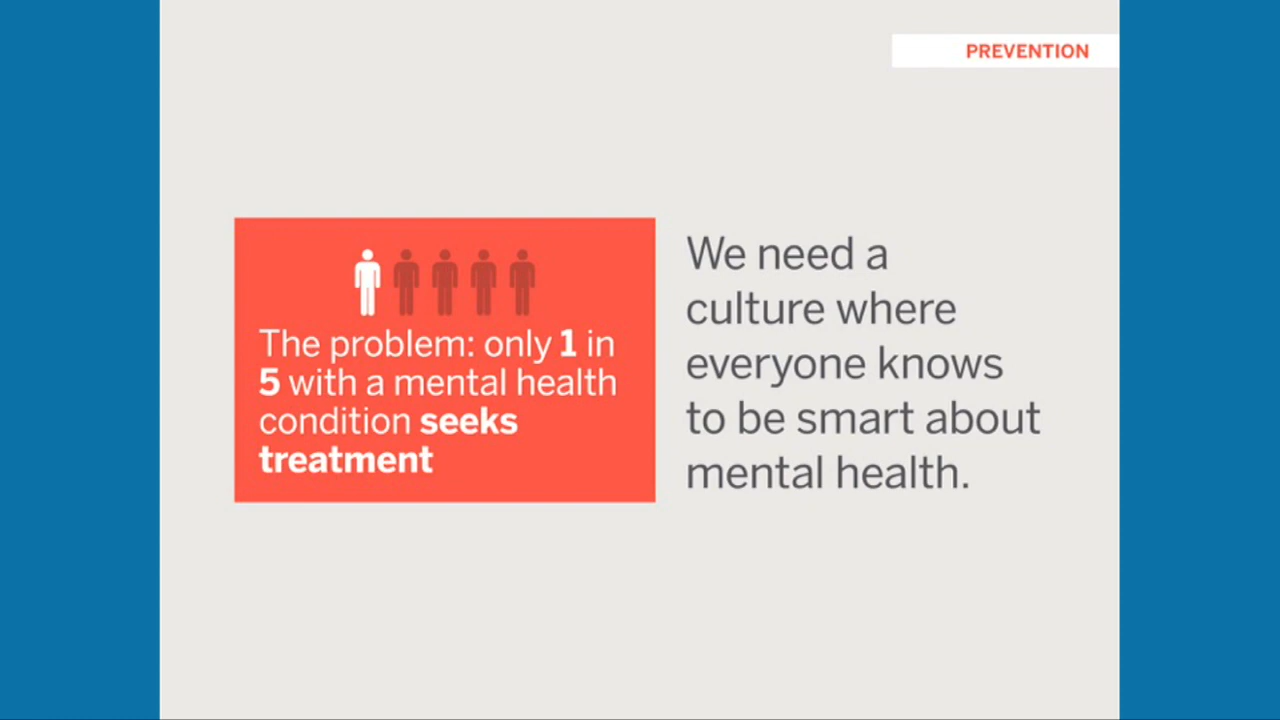 PREVENTION
The problem: only 1 in
5 with a mental health
condition seeks
treatment
We need a
culture where
everyone knows
to be smart about
mental health.